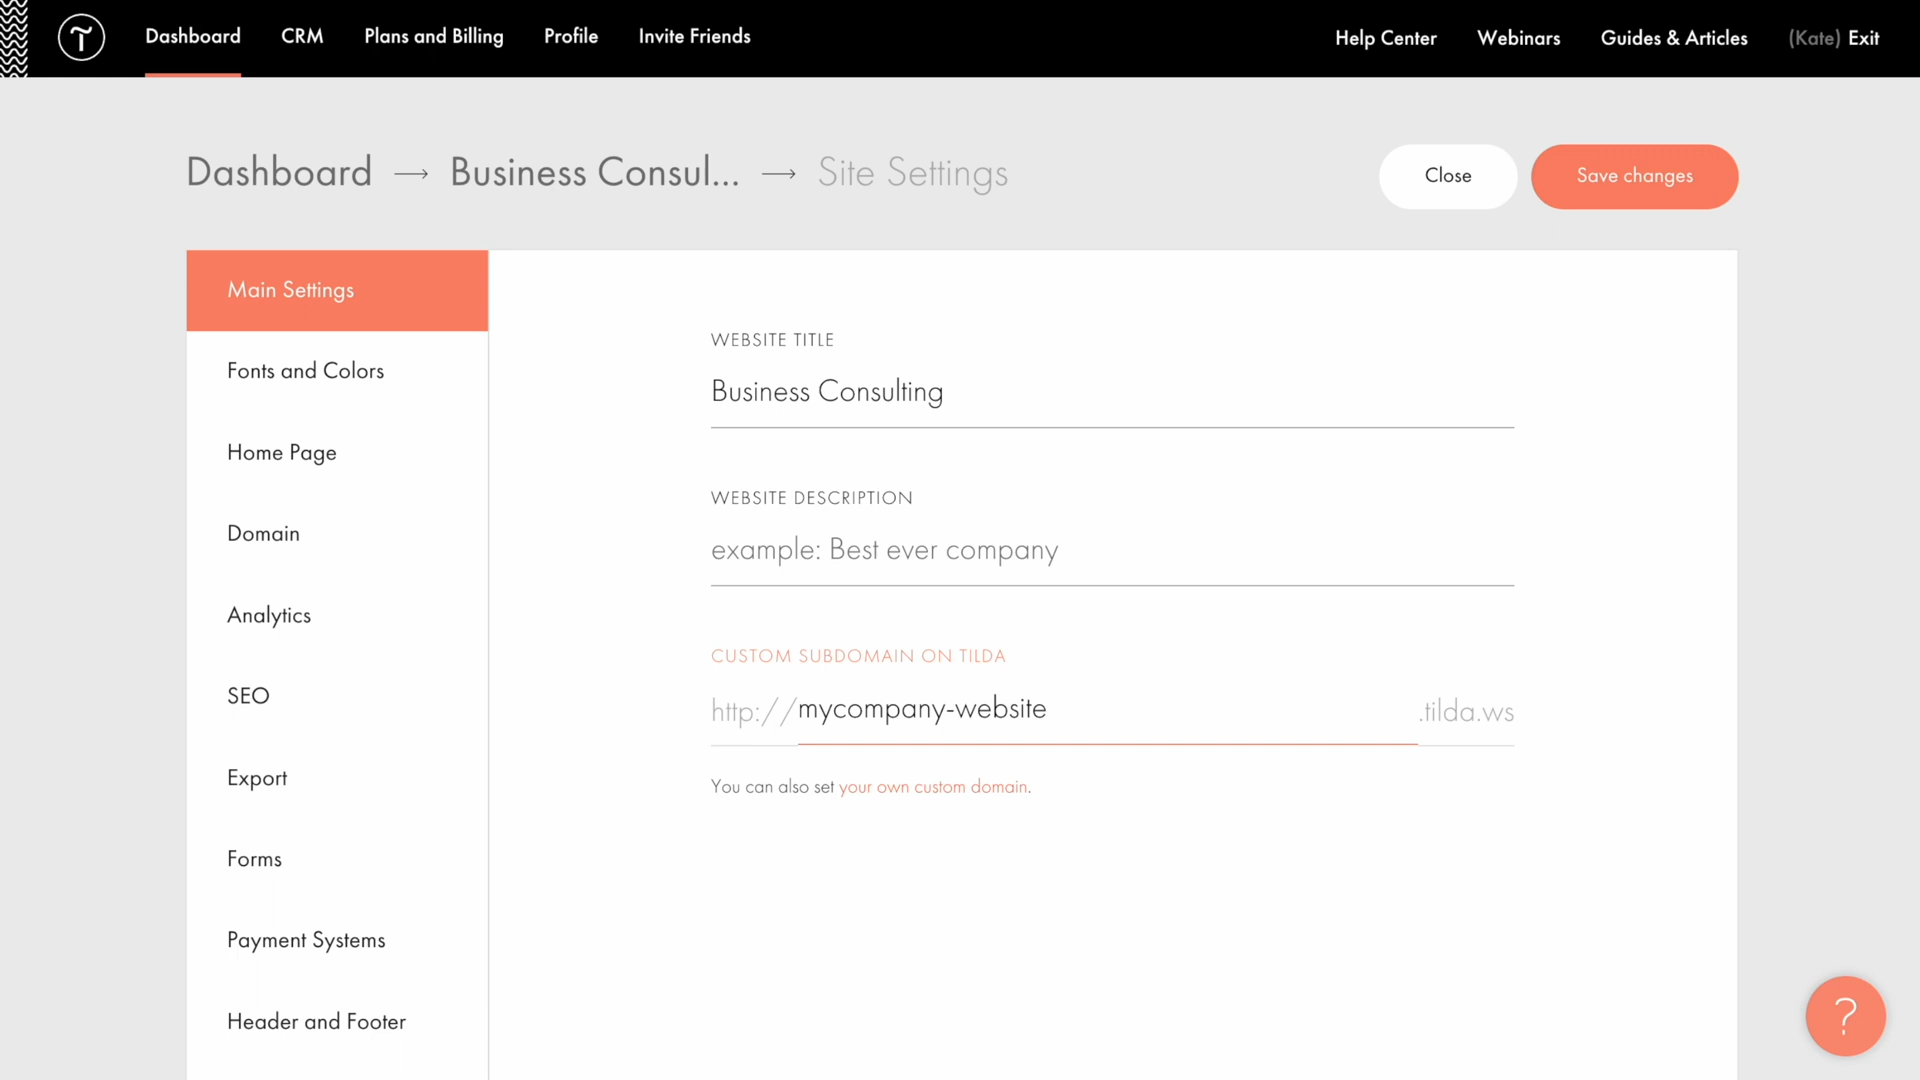 Dashboard CRM Plans and Billing Profile Invite Friends Help Center Webinars Guides & Articles (Kate) Exit
Dashboard → Business Consul... → Site Settings Close Save changes
Main Settings
Fonts and Colors
Home Page
Domain
Analytics
SEO
Export
Forms
Payment Systems
Header and Footer
WEBSITE TITLE
Business Consulting
WEBSITE DESCRIPTION
example: Best ever company
CUSTOM SUBDOMAIN ON TILDA
http://mycompany-website.tilda.ws
You can also set your own custom domain.
?